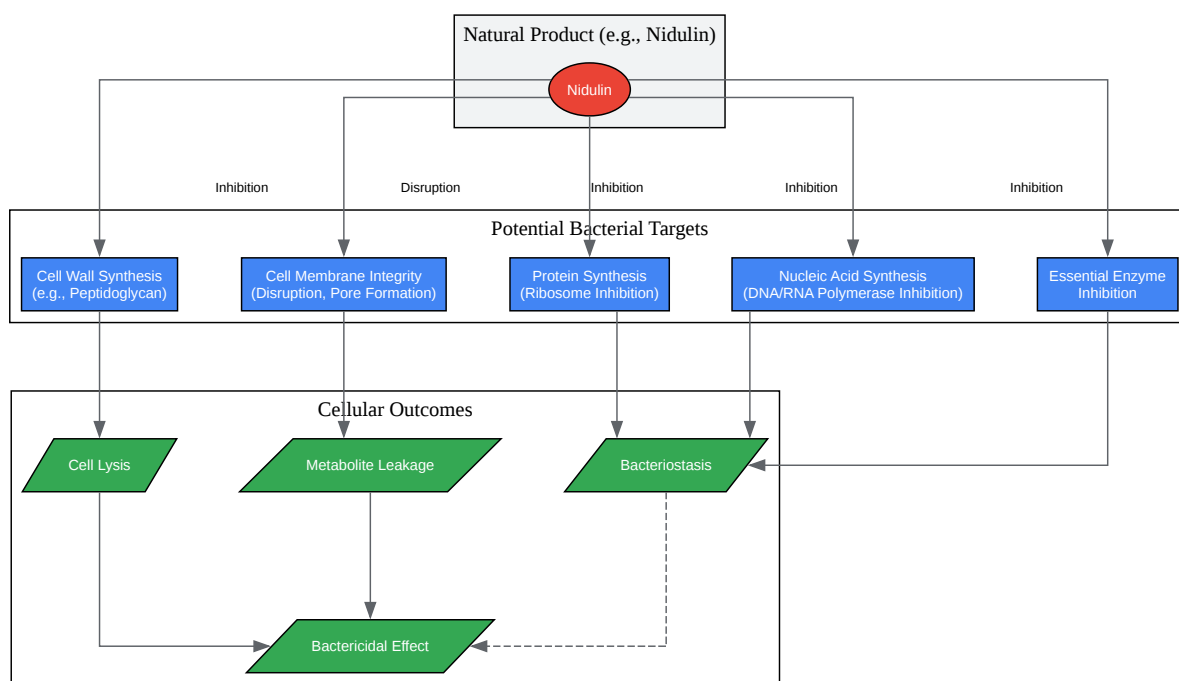 Natural Product (e.g., Nidulin)
Nidulin
Inhibition
Disruption
Inhibition
Inhibition
Inhibition
Potential Bacterial Targets
Cell Wall Synthesis
(e.g., Peptidoglycan)
Cell Membrane Integrity
(Disruption, Pore Formation)
Protein Synthesis
(Ribosome Inhibition)
Nucleic Acid Synthesis
(DNA/RNA Polymerase Inhibition)
Essential Enzyme
Inhibition
Cellular Outcomes
Cell Lysis
Metabolite Leakage
Bacteriostasis
Bactericidal Effect